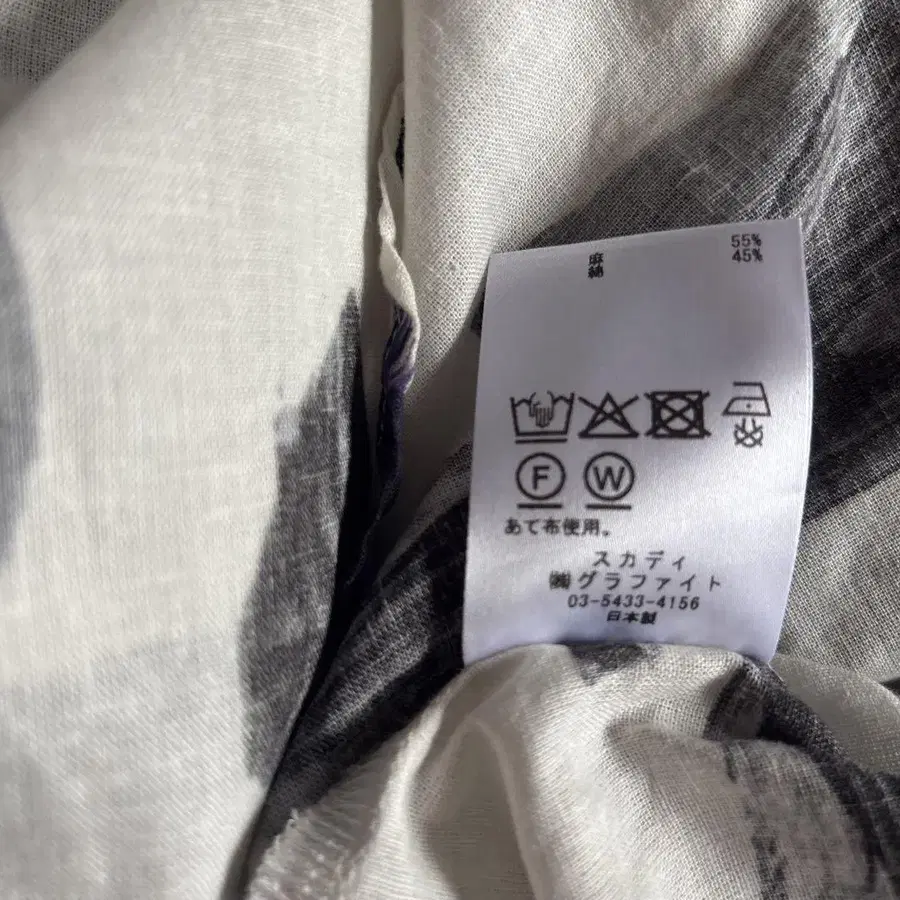 麻 55%
綿 45%
F W
あて布使用。
スカディ
㈱グラファイト
03-5433-4156
日本製